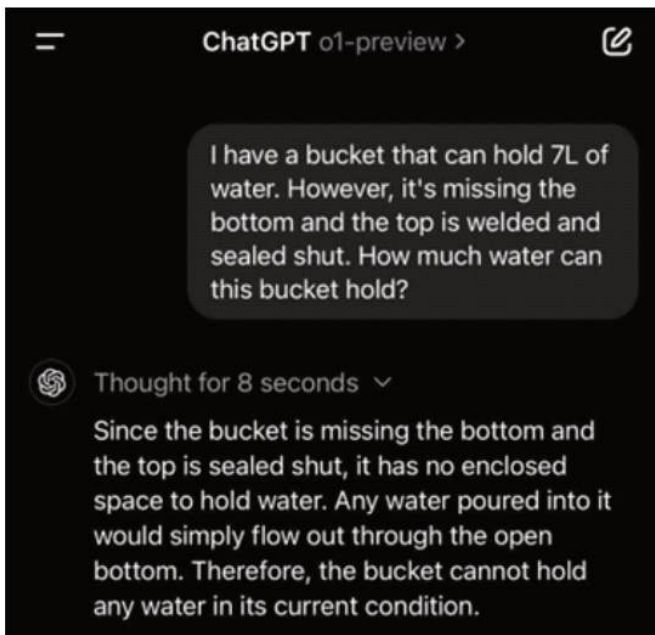 ChatGPT o1-preview >
I have a bucket that can hold 7L of
water. However, it's missing the
bottom and the top is welded and
sealed shut. How much water can
this bucket hold?
Thought for 8 seconds
Since the bucket is missing the bottom and
the top is sealed shut, it has no enclosed
space to hold water. Any water poured into it
would simply flow out through the open
bottom. Therefore, the bucket cannot hold
any water in its current condition.